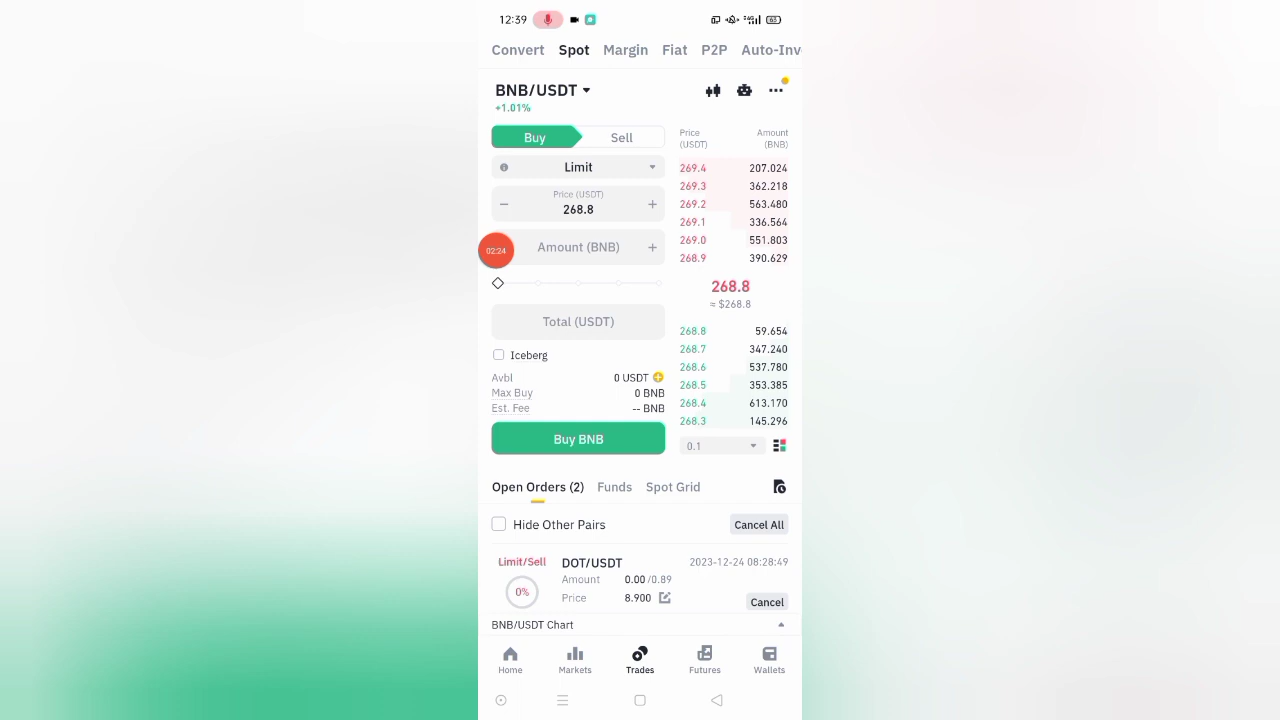 12:39
63
Convert Spot Margin Fiat P2P Auto-Inv
BNB/USDT
+1.01%
Buy Sell
Limit
Price (USDT)
268.8
02:24
Amount (BNB)
Total (USDT)
Iceberg
Avbl 0 USDT
Max Buy 0 BNB
Est. Fee -- BNB
Buy BNB
Price Amount
(USDT) (BNB)
269.4 207.024
269.3 362.218
269.2 563.480
269.1 336.564
269.0 551.803
268.9 390.629
268.8
≈ $268.8
268.8 59.654
268.7 347.240
268.6 537.780
268.5 353.385
268.4 613.170
268.3 145.296
0.1
Open Orders (2) Funds Spot Grid
Hide Other Pairs Cancel All
Limit/Sell DOT/USDT 2023-12-24 08:28:49
Amount 0.00 /0.89
0% Price 8.900 Cancel
BNB/USDT Chart
Home Markets Trades Futures Wallets